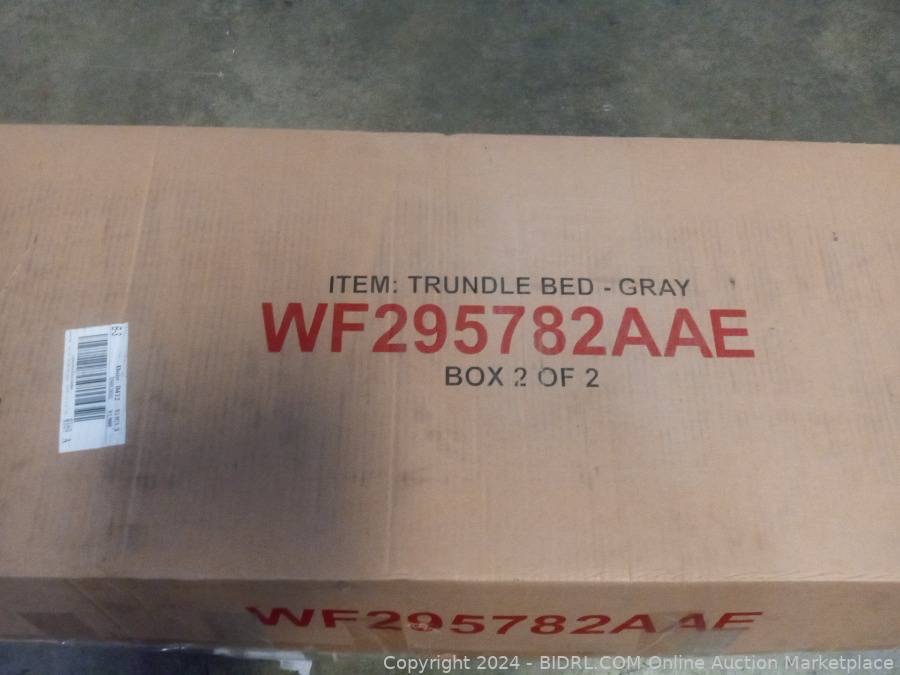 ITEM: TRUNDLE BED - GRAY
WF295782AAE
BOX 2 OF 2
WF295782AAE
Copyright 2024 - BIDRL.COM Online Auction Marketplace